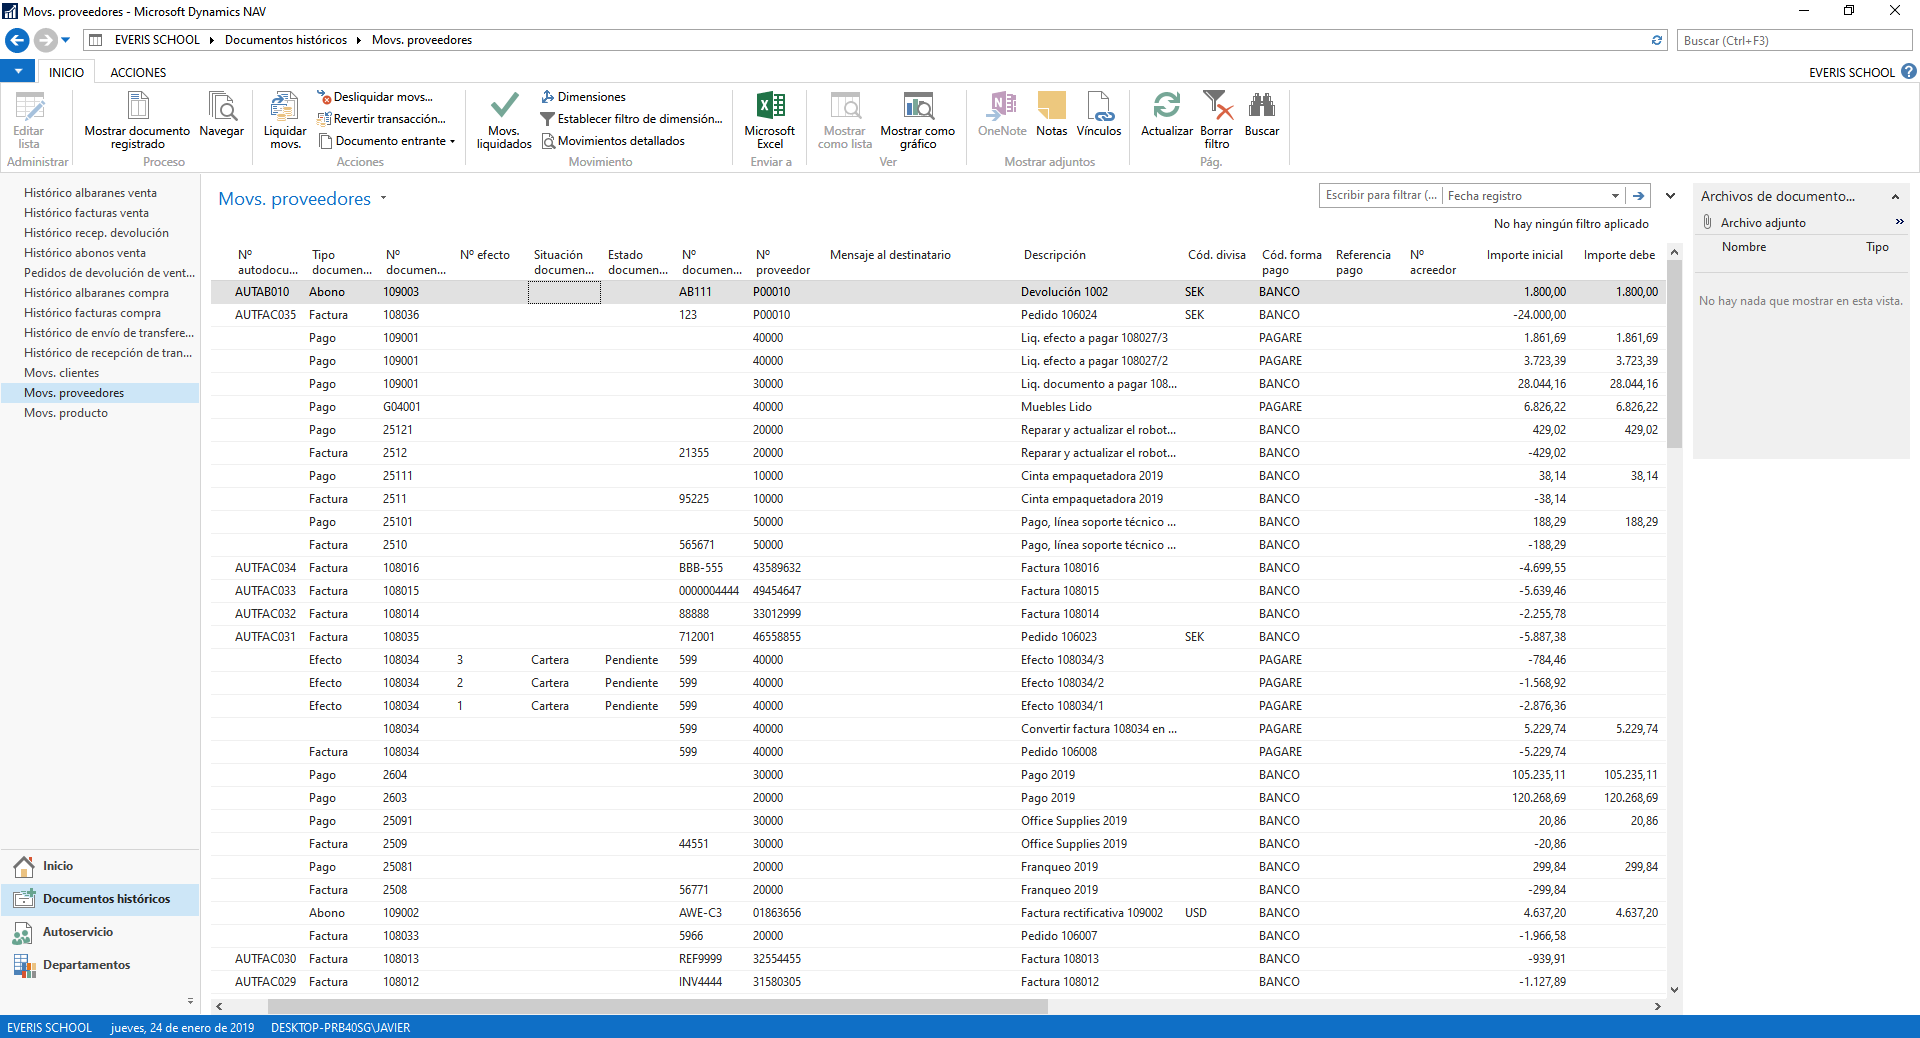 Movs. proveedores - Microsoft Dynamics NAV
EVERIS SCHOOL Documentos históricos Movs. proveedores
Buscar (Ctrl+F3)
INICIO ACCIONES
EVERIS SCHOOL
Editar lista
Administrar
Mostrar documento registrado
Navegar
Proceso
Liquidar movs.
Desliquidar movs...
Revertir transacción...
Documento entrante
Acciones
Movs. liquidados
Dimensiones
Establecer filtro de dimensión...
Movimientos detallados
Movimiento
Microsoft Excel
Enviar a
Mostrar como lista
Mostrar como gráfico
Ver
OneNote
Notas
Vínculos
Mostrar adjuntos
Actualizar
Borrar filtro
Buscar
Pág.
Histórico albaranes venta
Histórico facturas venta
Histórico recep. devolución
Histórico abonos venta
Pedidos de devolución de vent...
Histórico albaranes compra
Histórico facturas compra
Histórico de envío de transfere...
Histórico de recepción de tran...
Movs. clientes
Movs. proveedores
Movs. producto
Inicio
Documentos históricos
Autoservicio
Departamentos
Movs. proveedores
Escribir para filtrar (... Fecha registro
No hay ningún filtro aplicado
Nº autodocu... Tipo documen... Nº documen... Nº efecto Situación documen... Estado documen... Nº documen... Nº proveedor Mensaje al destinatario Descripción Cód. divisa Cód. forma pago Referencia pago Nº acreedor Importe inicial Importe debe
AUTAB010 Abono 109003 AB111 P00010 Devolución 1002 SEK BANCO 1.800,00 1.800,00
AUTFAC035 Factura 108036 123 P00010 Pedido 106024 SEK BANCO -24.000,00
Pago 109001 40000 Liq. efecto a pagar 108027/3 PAGARE 1.861,69 1.861,69
Pago 109001 40000 Liq. efecto a pagar 108027/2 PAGARE 3.723,39 3.723,39
Pago 109001 30000 Liq. documento a pagar 108... BANCO 28.044,16 28.044,16
Pago G04001 40000 Muebles Lido PAGARE 6.826,22 6.826,22
Pago 25121 20000 Reparar y actualizar el robot... BANCO 429,02 429,02
Factura 2512 21355 20000 Reparar y actualizar el robot... BANCO -429,02
Pago 25111 10000 Cinta empaquetadora 2019 BANCO 38,14 38,14
Factura 2511 95225 10000 Cinta empaquetadora 2019 BANCO -38,14
Pago 25101 50000 Pago, línea soporte técnico ... BANCO 188,29 188,29
Factura 2510 565671 50000 Pago, línea soporte técnico ... BANCO -188,29
AUTFAC034 Factura 108016 BBB-555 43589632 Factura 108016 BANCO -4.699,55
AUTFAC033 Factura 108015 0000004444 49454647 Factura 108015 BANCO -5.639,46
AUTFAC032 Factura 108014 88888 33012999 Factura 108014 BANCO -2.255,78
AUTFAC031 Factura 108035 712001 46558855 Pedido 106023 SEK BANCO -5.887,38
Efecto 108034 3 Cartera Pendiente 599 40000 Efecto 108034/3 PAGARE -784,46
Efecto 108034 2 Cartera Pendiente 599 40000 Efecto 108034/2 PAGARE -1.568,92
Efecto 108034 1 Cartera Pendiente 599 40000 Efecto 108034/1 PAGARE -2.876,36
108034 599 40000 Convertir factura 108034 en ... PAGARE 5.229,74 5.229,74
Factura 108034 599 40000 Pedido 106008 PAGARE -5.229,74
Pago 2604 30000 Pago 2019 BANCO 105.235,11 105.235,11
Pago 2603 20000 Pago 2019 BANCO 120.268,69 120.268,69
Pago 25091 30000 Office Supplies 2019 BANCO 20,86 20,86
Factura 2509 44551 30000 Office Supplies 2019 BANCO -20,86
Pago 25081 20000 Franqueo 2019 BANCO 299,84 299,84
Factura 2508 56771 20000 Franqueo 2019 BANCO -299,84
Abono 109002 AWE-C3 01863656 Factura rectificativa 109002 USD BANCO 4.637,20 4.637,20
Factura 108033 5966 20000 Pedido 106007 BANCO -1.966,58
AUTFAC030 Factura 108013 REF9999 32554455 Factura 108013 BANCO -939,91
AUTFAC029 Factura 108012 INV4444 31580305 Factura 108012 BANCO -1.127,89
Archivos de documento...
Archivo adjunto
Nombre Tipo
No hay nada que mostrar en esta vista.
EVERIS SCHOOL jueves, 24 de enero de 2019 DESKTOP-PRB40SG\JAVIER